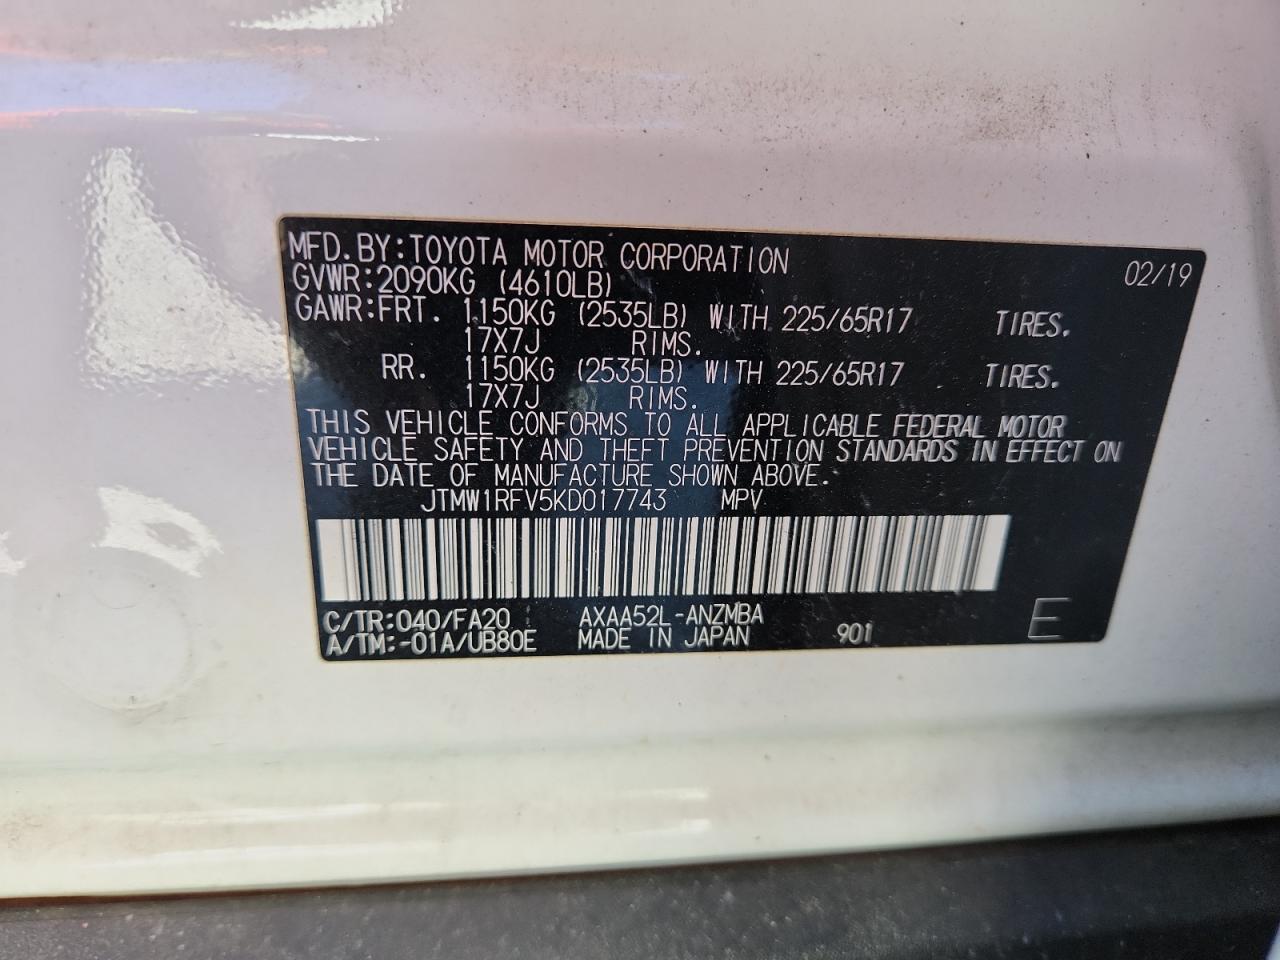 MFD. BY: TOYOTA MOTOR CORPORATION 02/19
GVWR: 2090KG (4610LB)
GAWR: FRT. 1150KG (2535LB) WITH 225/65R17 TIRES.
17X7J RIMS.
RR. 1150KG (2535LB) WITH 225/65R17 TIRES.
17X7J RIMS.
THIS VEHICLE CONFORMS TO ALL APPLICABLE FEDERAL MOTOR
VEHICLE SAFETY AND THEFT PREVENTION STANDARDS IN EFFECT ON
THE DATE OF MANUFACTURE SHOWN ABOVE.
JTMW1RFV5KD017743 MPV
C/TR: 040/FA20 AXAA52L-ANZMBA
A/TM: -01A/UB80E MADE IN JAPAN 901 E